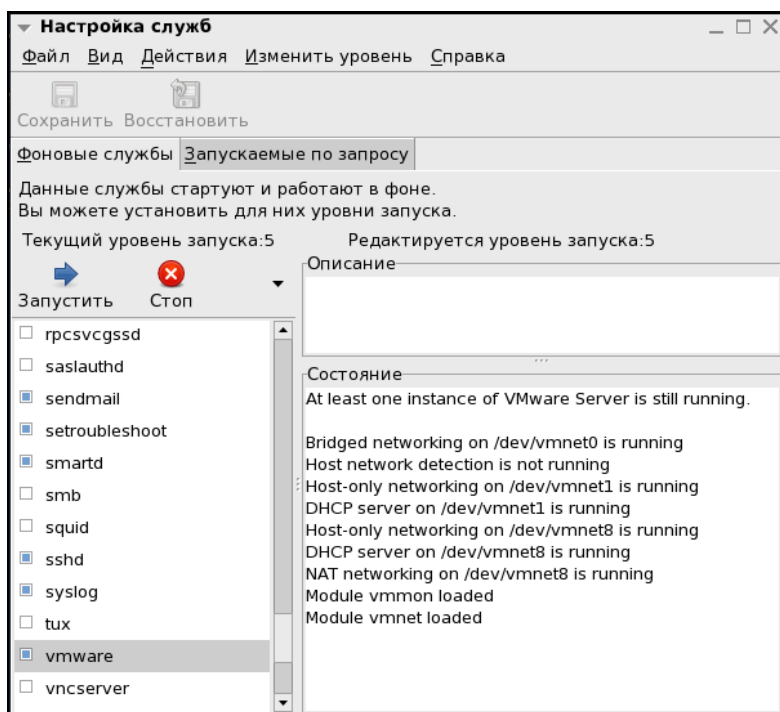 Настройка служб
Файл Вид Действия Изменить уровень Справка
Сохранить Восстановить
Фоновые службы Запускаемые по запросу
Данные службы стартуют и работают в фоне.
Вы можете установить для них уровни запуска.
Текущий уровень запуска:5 Редактируется уровень запуска:5
Запустить Стоп
rpcsvcgssd
saslauthd
sendmail
setroubleshoot
smartd
smb
squid
sshd
syslog
tux
vmware
vncserver
Описание
Состояние
At least one instance of VMware Server is still running.
Bridged networking on /dev/vmnet0 is running
Host network detection is not running
Host-only networking on /dev/vmnet1 is running
DHCP server on /dev/vmnet1 is running
Host-only networking on /dev/vmnet8 is running
DHCP server on /dev/vmnet8 is running
NAT networking on /dev/vmnet8 is running
Module vmmon loaded
Module vmnet loaded